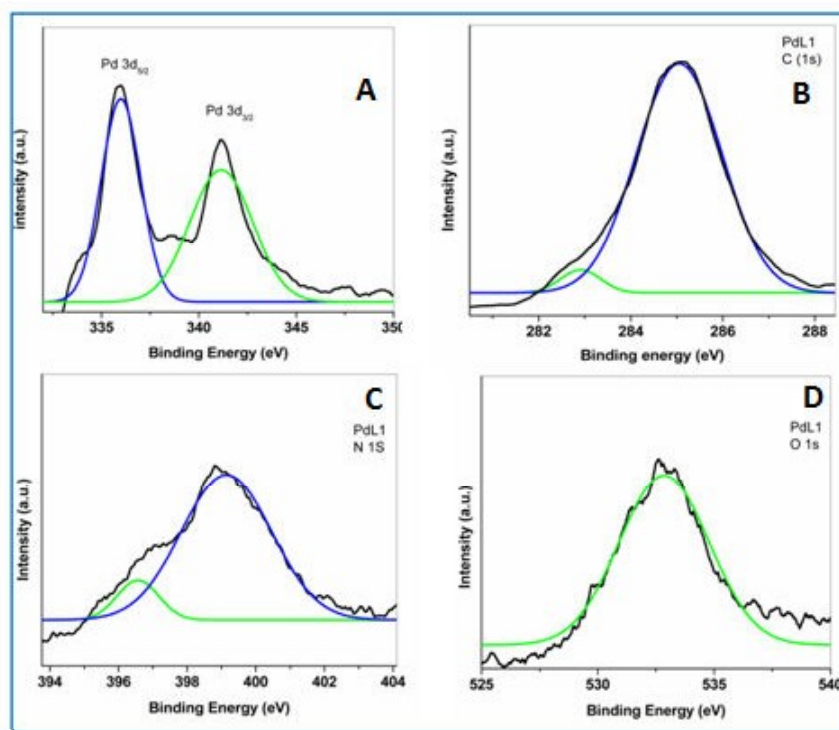 Pd 3d5/2
A
Pd 3d3/2
intensity (a.u.)
335
340
345
350
Binding Energy (eV)
PdL1
C (1s)
B
Intensity (a.u.)
282
284
286
288
Binding energy (eV)
C
PdL1
N 1S
Intensity (a.u.)
394
396
398
400
402
404
Binding Energy (eV)
D
PdL1
O 1s
Intensity (a.u.)
525
530
535
540
Binding Energy (eV)